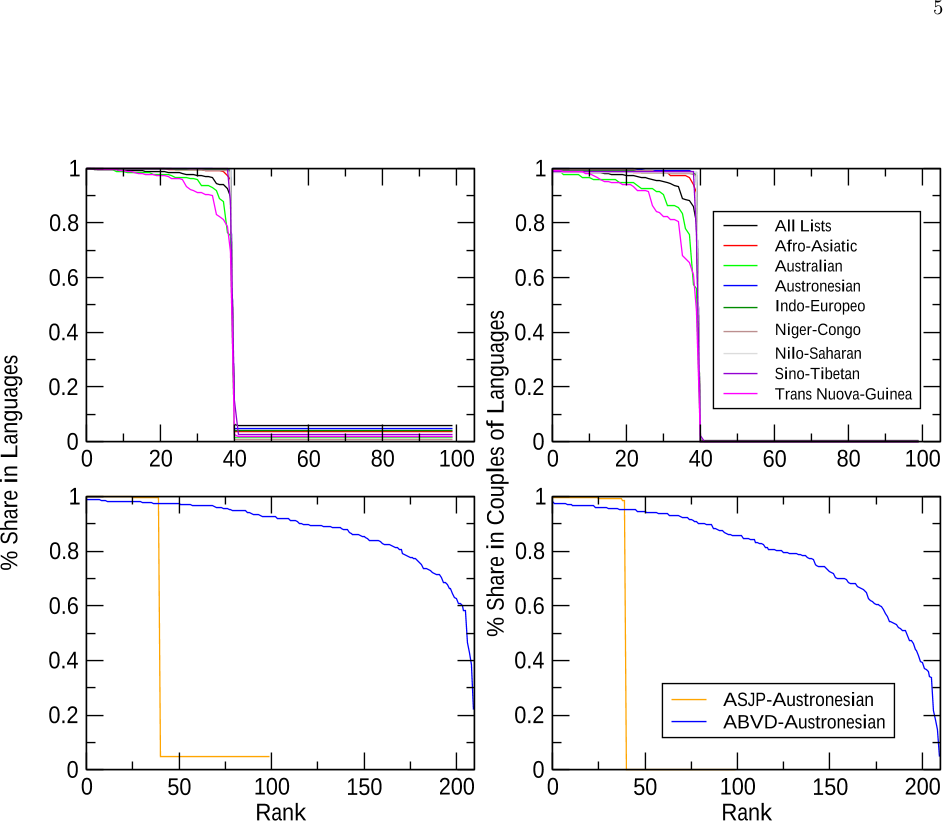 5
% Share in Languages
1
0.8
0.6
0.4
0.2
0
0 20 40 60 80 100
% Share in Couples of Languages
1
0.8
0.6
0.4
0.2
0
0 20 40 60 80 100
All Lists
Afro-Asiatic
Australian
Austronesian
Indo-Europeo
Niger-Congo
Nilo-Saharan
Sino-Tibetan
Trans Nuova-Guinea
1
0.8
0.6
0.4
0.2
0
0 50 100 150 200
Rank
1
0.8
0.6
0.4
0.2
0
0 50 100 150 200
Rank
ASJP-Austronesian
ABVD-Austronesian